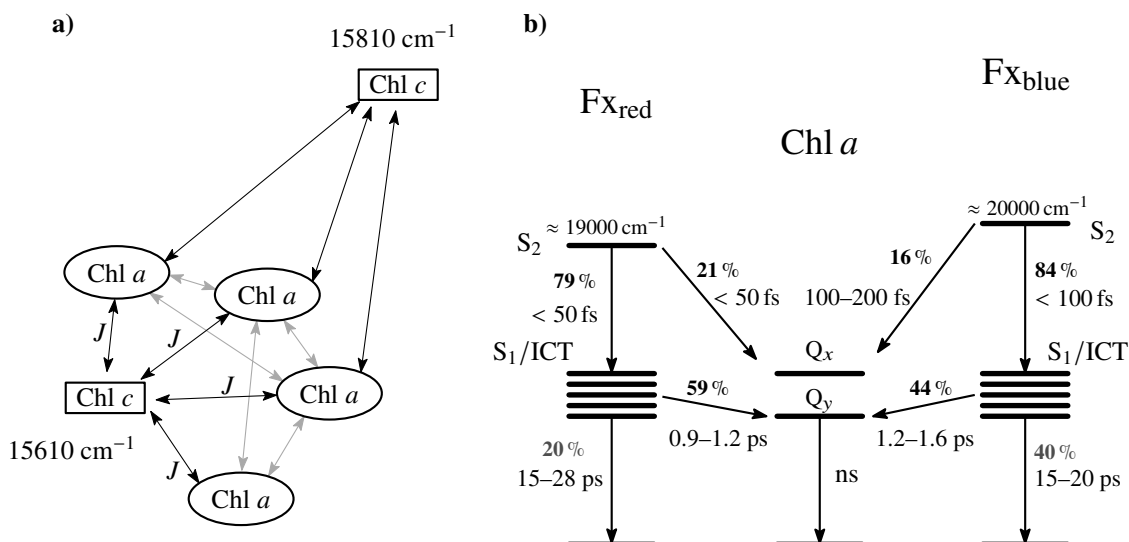 a)
15810 cm⁻¹
Chl c
Chl a
Chl a
J
J
Chl c
J
Chl a
15610 cm⁻¹
J
Chl a
b)
Fx_red
Fx_blue
Chl a
S₂
≈ 19000 cm⁻¹
≈ 20000 cm⁻¹
S₂
79 %
< 50 fs
21 %
< 50 fs
16 %
100–200 fs
84 %
< 100 fs
S₁/ICT
Qx
S₁/ICT
59 %
Qy
44 %
0.9–1.2 ps
1.2–1.6 ps
20 %
15–28 ps
ns
40 %
15–20 ps